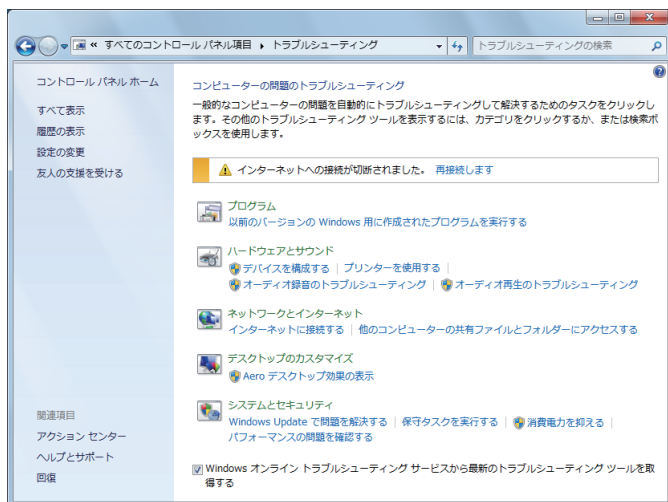 « すべてのコントロール パネル項目 ▸ トラブルシューティング
トラブルシューティングの検索
コントロール パネル ホーム
すべて表示
履歴の表示
設定の変更
友人の支援を受ける
関連項目
アクション センター
ヘルプとサポート
回復
コンピューターの問題のトラブルシューティング
一般的なコンピューターの問題を自動的にトラブルシューティングして解決するためのタスクをクリックし
ます。その他のトラブルシューティング ツールを表示するには、カテゴリをクリックするか、または検索ボ
ックスを使用します。
インターネットへの接続が切断されました。 再接続します
プログラム
以前のバージョンの Windows 用に作成されたプログラムを実行する
ハードウェアとサウンド
デバイスを構成する | プリンターを使用する |
オーディオ録音のトラブルシューティング | オーディオ再生のトラブルシューティング
ネットワークとインターネット
インターネットに接続する | 他のコンピューターの共有ファイルとフォルダーにアクセスする
デスクトップのカスタマイズ
Aero デスクトップ効果の表示
システムとセキュリティ
Windows Update で問題を解決する | 保守タスクを実行する | 消費電力を抑える |
パフォーマンスの問題を確認する
Windows オンライン トラブルシューティング サービスから最新のトラブルシューティング ツールを取
得する